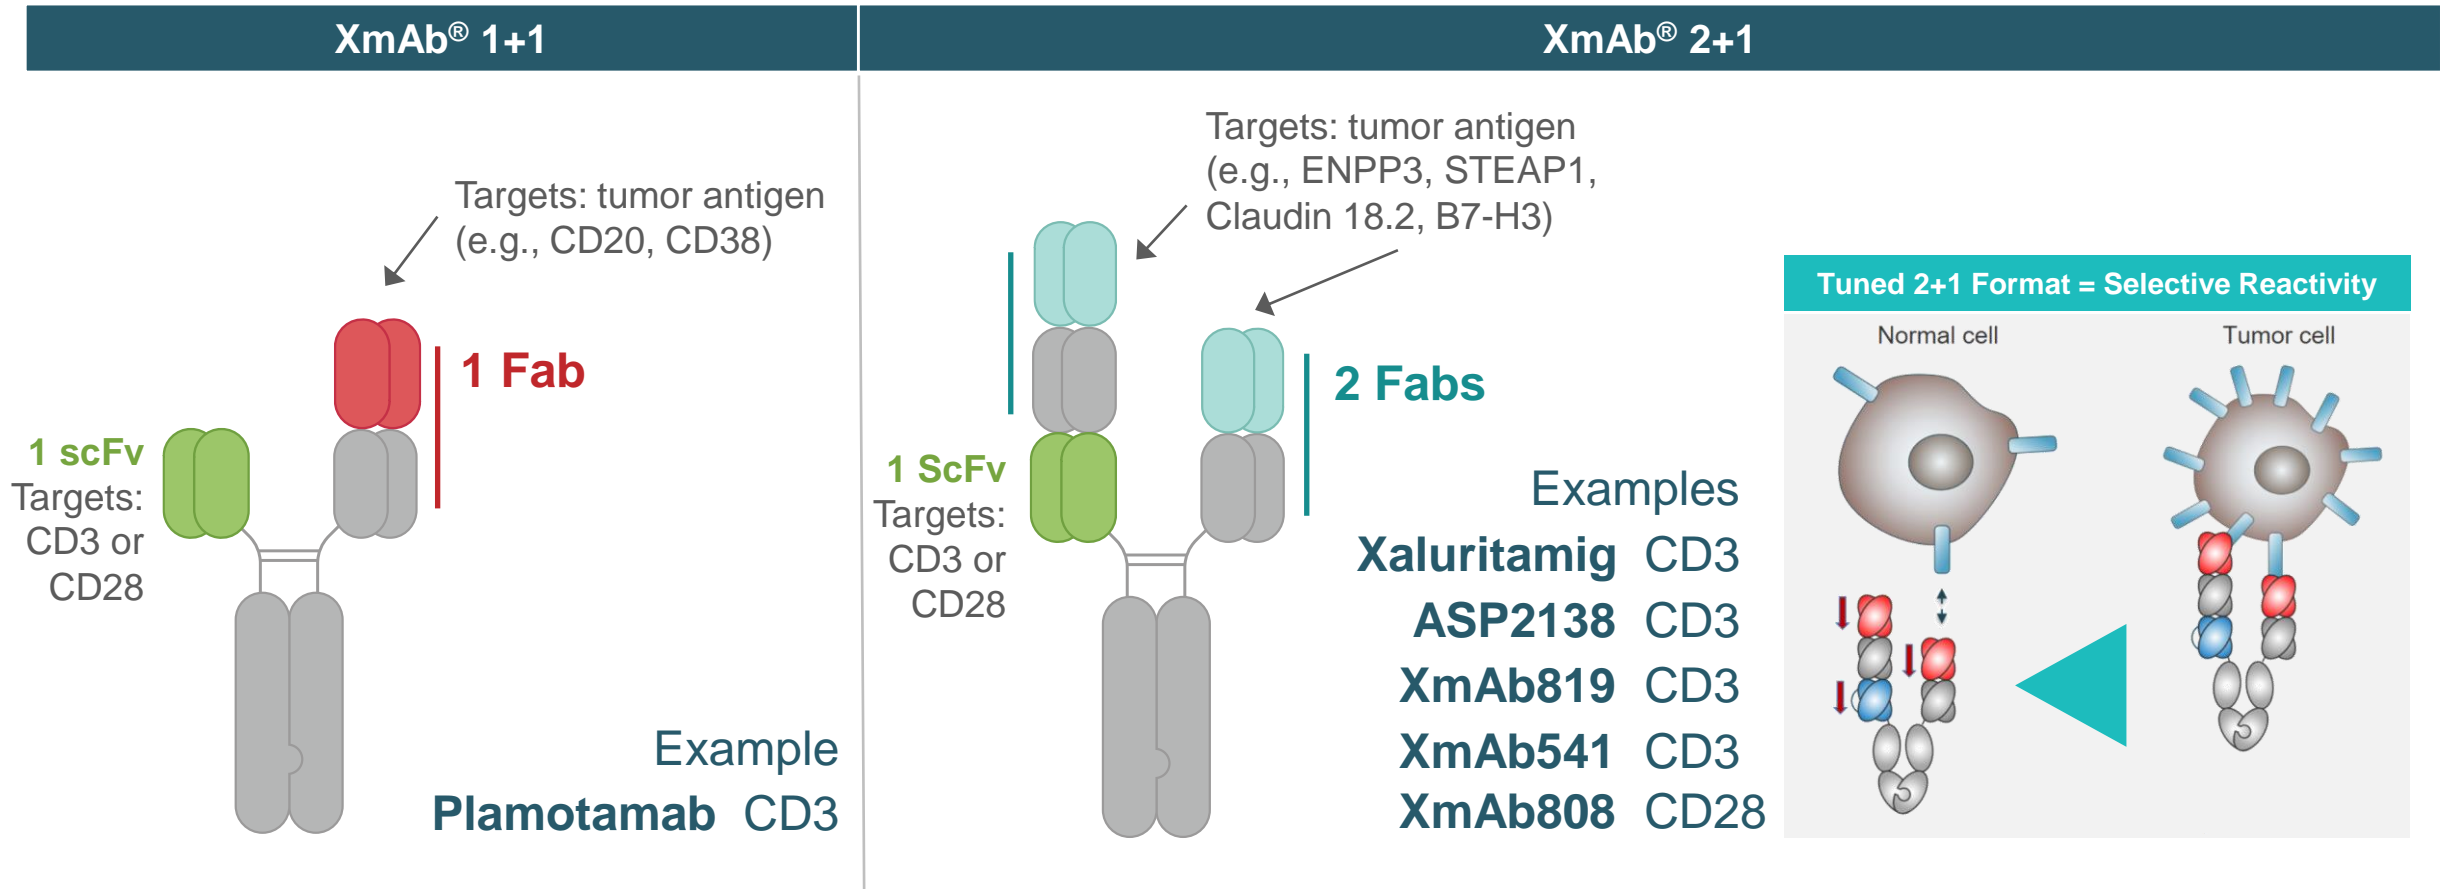 XmAb® 1+1
XmAb® 2+1
Targets: tumor antigen
(e.g., CD20, CD38)
1 Fab
1 scFv
Targets:
CD3 or
CD28
Example
Plamotamab CD3
Targets: tumor antigen
(e.g., ENPP3, STEAP1,
Claudin 18.2, B7-H3)
2 Fabs
1 ScFv
Targets:
CD3 or
CD28
Examples
Xaluritamig CD3
ASP2138 CD3
XmAb819 CD3
XmAb541 CD3
XmAb808 CD28
Tuned 2+1 Format = Selective Reactivity
Normal cell
Tumor cell